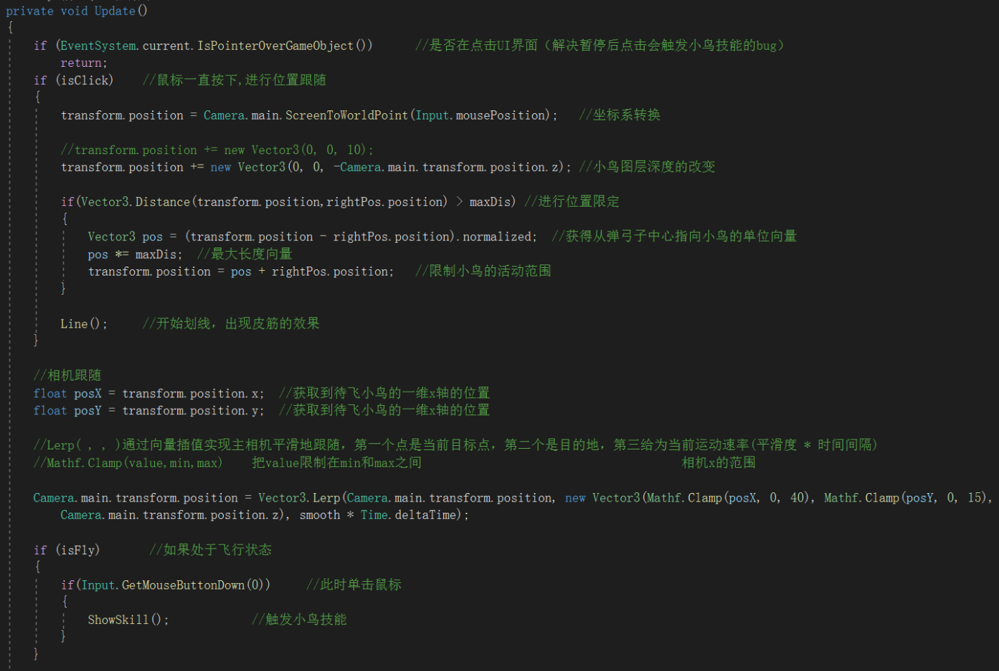 private void Update()
{
if (EventSystem.current.IsPointerOverGameObject()) //是否在点击UI界面（解决暂停后点击会触发小鸟技能的bug）
return;
if (isClick) //鼠标一直按下,进行位置跟随
{
transform.position = Camera.main.ScreenToWorldPoint(Input.mousePosition); //坐标系转换
//transform.position += new Vector3(0, 0, 10);
transform.position += new Vector3(0, 0, -Camera.main.transform.position.z); //小鸟图层深度的改变
if(Vector3.Distance(transform.position,rightPos.position) > maxDis) //进行位置限定
{
Vector3 pos = (transform.position - rightPos.position).normalized; //获得从弹弓子中心指向小鸟的单位向量
pos *= maxDis; //最大长度向量
transform.position = pos + rightPos.position; //限制小鸟的活动范围
}
Line(); //开始划线，出现皮筋的效果
}
//相机跟随
float posX = transform.position.x; //获取到待飞小鸟的一维x轴的位置
float posY = transform.position.y; //获取到待飞小鸟的一维x轴的位置
//Lerp( , , )通过向量插值实现主相机平滑地跟随，第一个点是当前目标点，第二个是目的地，第三给为当前运动速率(平滑度 * 时间间隔)
//Mathf.Clamp(value,min,max) 把value限制在min和max之间 相机x的范围
Camera.main.transform.position = Vector3.Lerp(Camera.main.transform.position, new Vector3(Mathf.Clamp(posX, 0, 40), Mathf.Clamp(posY, 0, 15),
Camera.main.transform.position.z), smooth * Time.deltaTime);
if (isFly) //如果处于飞行状态
{
if(Input.GetMouseButtonDown(0)) //此时单击鼠标
{
ShowSkill(); //触发小鸟技能
}
}